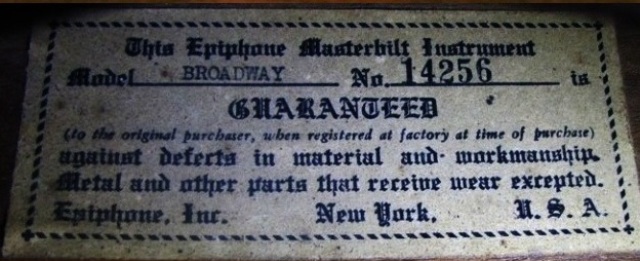 This Epiphone Masterbilt Instrument
Model BROADWAY No. 14256 is
GUARANTEED
(to the original purchaser, when registered at factory at time of purchase)
against defects in material and workmanship.
Metal and other parts that receive wear excepted.
Epiphone, Inc. New York. U. S. A.